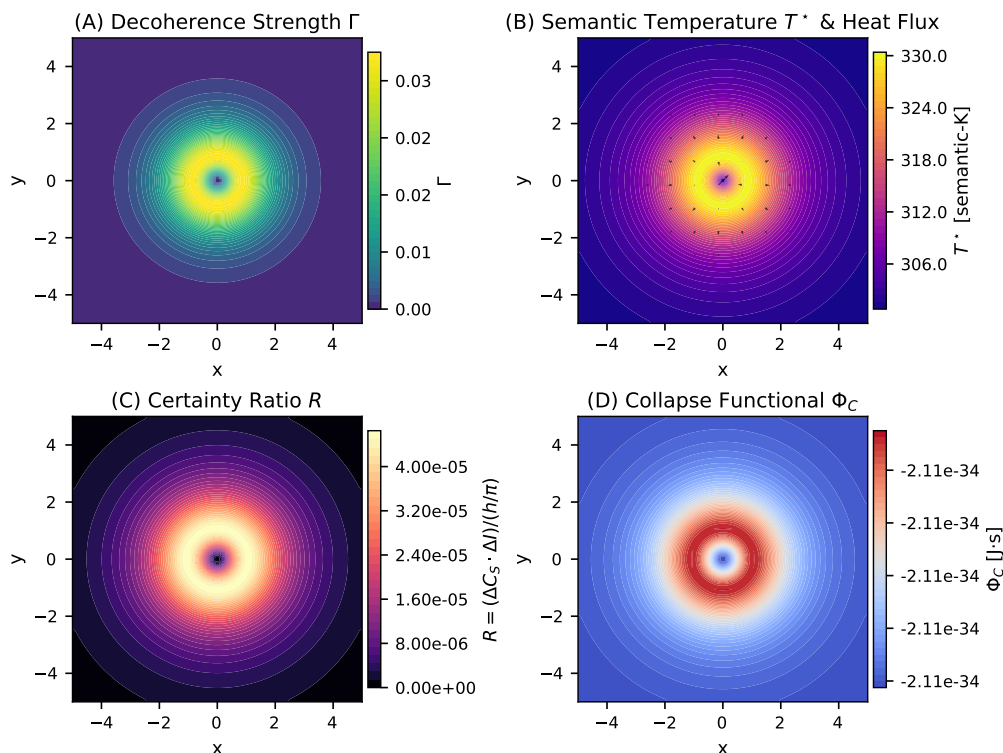 (A) Decoherence Strength Γ
4
2
0
−2
−4
y
−4 −2 0 2 4
x
0.03
0.02
0.02
0.01
0.00
Γ
(B) Semantic Temperature T⋆ & Heat Flux
4
2
0
−2
−4
y
−4 −2 0 2 4
x
330.0
324.0
318.0
312.0
306.0
T⋆ [semantic-K]
(C) Certainty Ratio R
4
2
0
−2
−4
y
−4 −2 0 2 4
x
4.00e-05
3.20e-05
2.40e-05
1.60e-05
8.00e-06
0.00e+00
R = (ΔC_S · ΔI)/(h/π)
(D) Collapse Functional Φ_C
4
2
0
−2
−4
y
−4 −2 0 2 4
x
-2.11e-34
-2.11e-34
-2.11e-34
-2.11e-34
-2.11e-34
Φ_C [J·s]